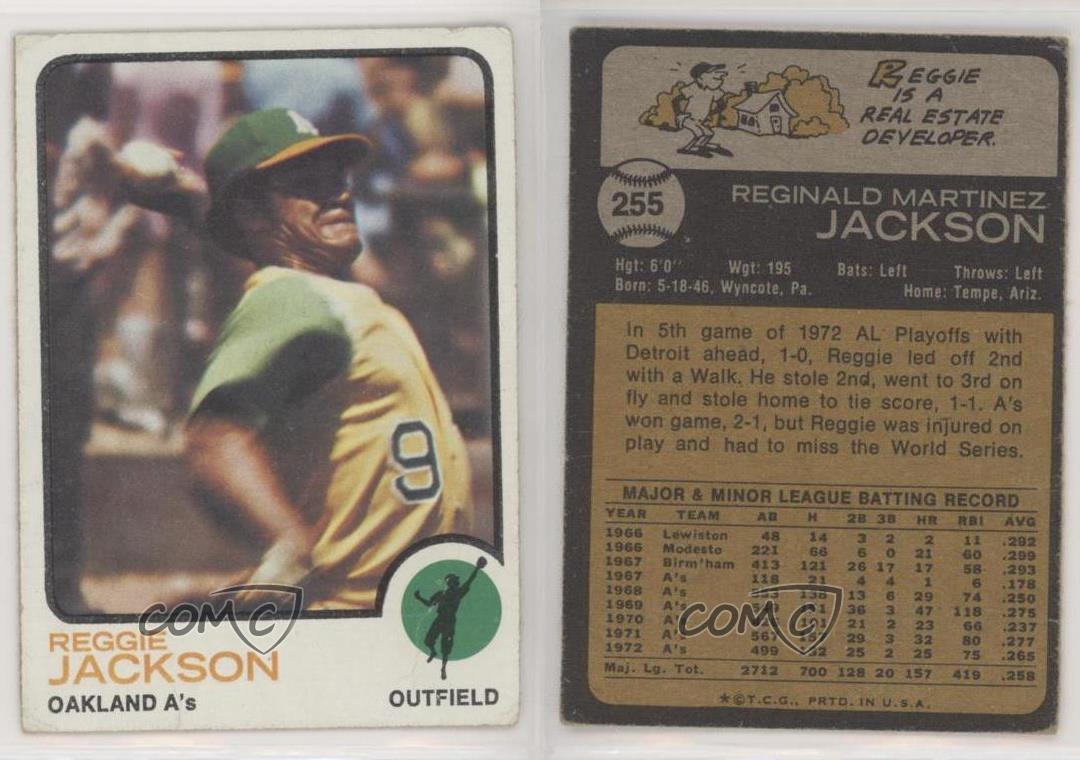 A
9
REGGIE
JACKSON
OAKLAND A's
OUTFIELD
COMC
REGGIE
IS A
REAL ESTATE
DEVELOPER.
255
REGINALD MARTINEZ
JACKSON
Hgt: 6'0" Wgt: 195 Bats: Left Throws: Left
Born: 5-18-46, Wyncote, Pa. Home: Tempe, Ariz.
In 5th game of 1972 AL Playoffs with
Detroit ahead, 1-0, Reggie led off 2nd
with a Walk. He stole 2nd, went to 3rd on
fly and stole home to tie score, 1-1. A's
won game, 2-1, but Reggie was injured on
play and had to miss the World Series.
MAJOR & MINOR LEAGUE BATTING RECORD
YEAR TEAM AB H 2B 3B HR RBI AVG
1966 Lewiston 48 14 3 2 2 11 .292
1966 Modesto 221 66 6 0 21 60 .299
1967 Birm'ham 413 121 26 17 17 58 .293
1967 A's 118 21 4 4 1 6 .178
1968 A's 138 13 6 29 74 .250
1969 A's 36 3 47 118 .275
1970 21 2 23 66 .237
1971 A's 567 29 3 32 80 .277
1972 A's 499 132 25 2 25 75 .265
Maj. Lg. Tot. 2712 700 128 20 157 419 .258
COMC
*©T.C.G., PRTD. IN U.S.A.